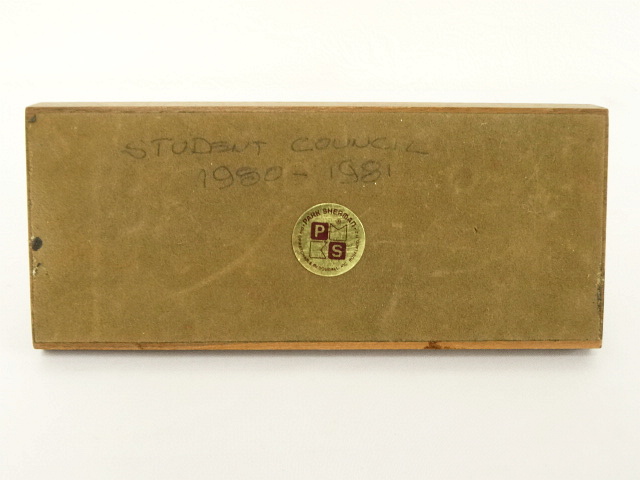 STUDENT COUNCIL
1980 - 1981
PARK SHERMAN
P
S